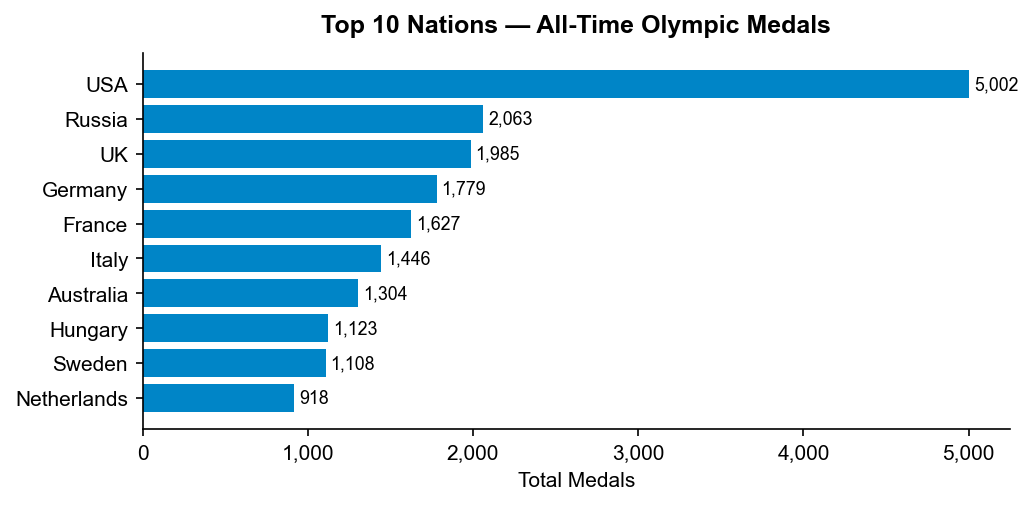 Top 10 Nations — All-Time Olympic Medals
USA 5,002
Russia 2,063
UK 1,985
Germany 1,779
France 1,627
Italy 1,446
Australia 1,304
Hungary 1,123
Sweden 1,108
Netherlands 918
0 1,000 2,000 3,000 4,000 5,000
Total Medals